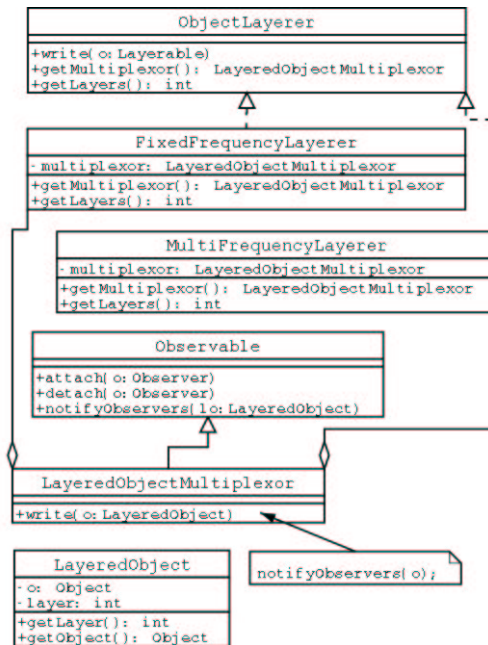 ObjectLayerer
+write(o: Layerable)
+getMultiplexor(): LayeredObjectMultiplexor
+getLayers(): int
FixedFrequencyLayerer
-multiplexor: LayeredObjectMultiplexor
+getMultiplexor(): LayeredObjectMultiplexor
+getLayers(): int
MultiFrequencyLayerer
-multiplexor: LayeredObjectMultiplexor
+getMultiplexor(): LayeredObjectMultiplexor
+getLayers(): int
Observable
+attach(o: Observer)
+detach(o: Observer)
+notifyObservers(lo: LayeredObject)
LayeredObjectMultiplexor
+write(o: LayeredObject)
LayeredObject
-o: Object
-layer: int
+getLayer(): int
+getObject(): Object
notifyObservers(o);